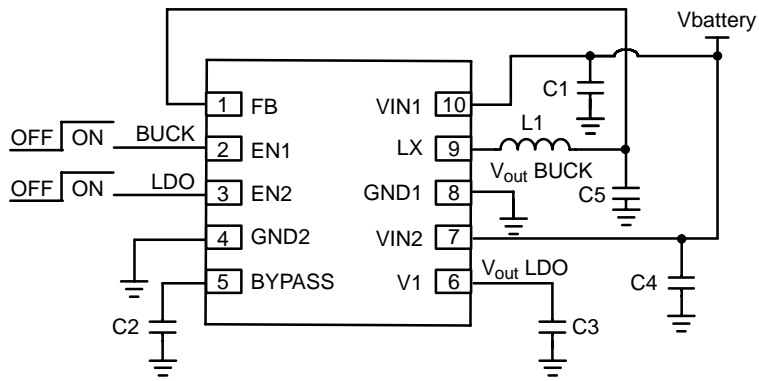 Vbattery
C1
1 FB
VIN1 10
L1
OFF ON BUCK
2 EN1
LX 9
Vout BUCK
OFF ON LDO
3 EN2
GND1 8
C5
4 GND2
VIN2 7
5 BYPASS
V1 6
Vout LDO
C4
C2
C3